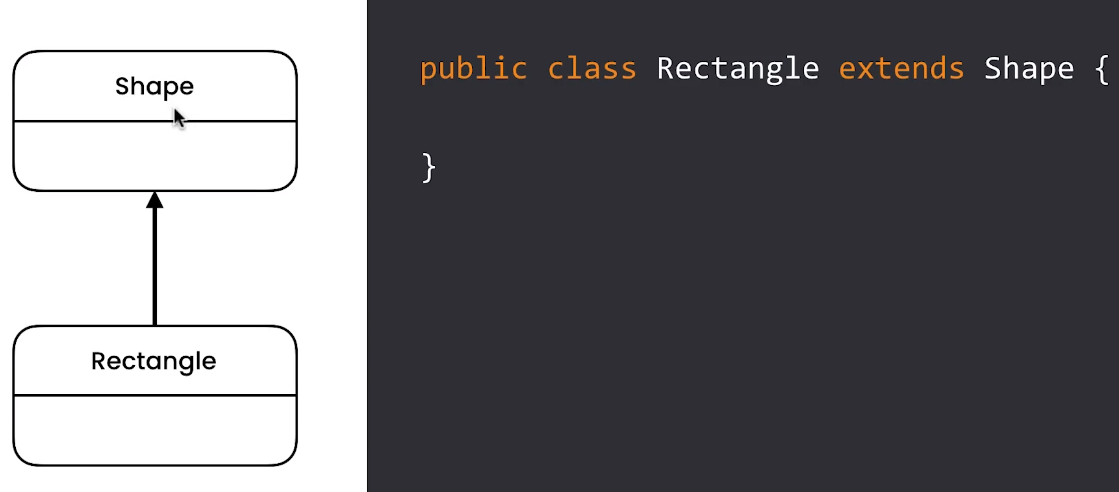 Shape
Rectangle
public class Rectangle extends Shape {
}